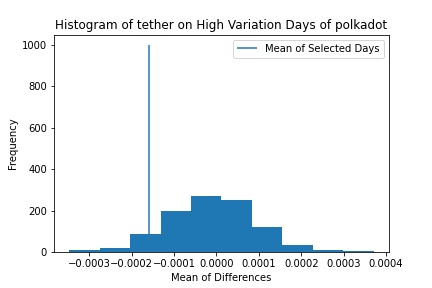 Histogram of tether on High Variation Days of polkadot
Mean of Selected Days
1000
800
600
400
200
0
Frequency
−0.0003 −0.0002 −0.0001 0.0000 0.0001 0.0002 0.0003 0.0004
Mean of Differences